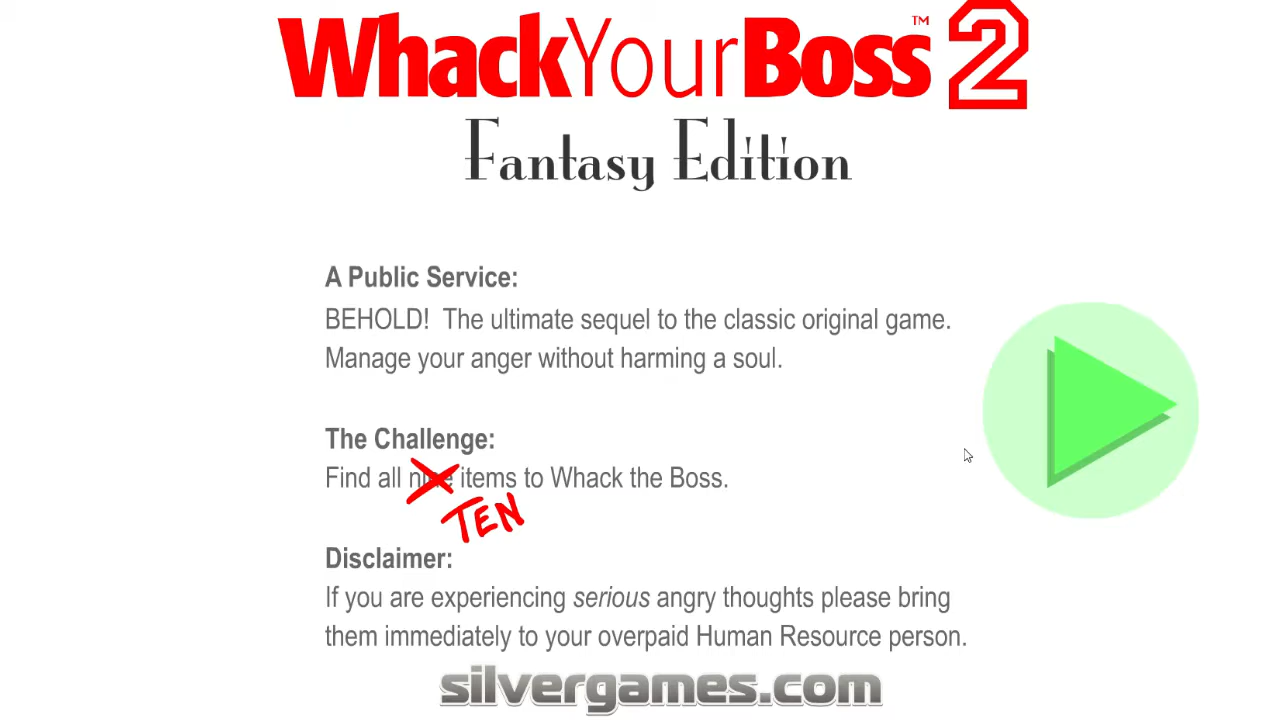 WhackYourBoss™ 2
Fantasy Edition
A Public Service:
BEHOLD! The ultimate sequel to the classic original game.
Manage your anger without harming a soul.
The Challenge:
Find all nine items to Whack the Boss.
TEN
Disclaimer:
If you are experiencing serious angry thoughts please bring
them immediately to your overpaid Human Resource person.
silvergames.com